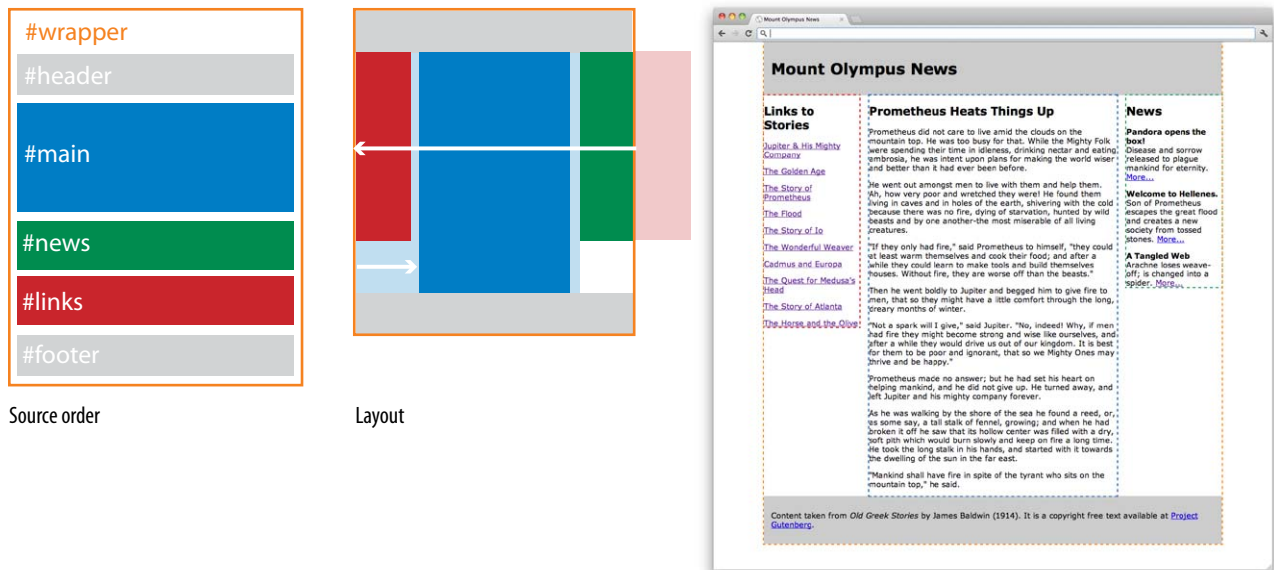 #wrapper
#header
#main
#news
#links
#footer
Source order
Layout
Mount Olympus News
Mount Olympus News
Links to
Stories
Jupiter & His Mighty
Company
The Golden Age
The Story of
Prometheus
The Flood
The Story of Io
The Wonderful Weaver
Cadmus and Europa
The Quest for Medusa's
Head
The Story of Atlanta
The Horse and the Olive
Prometheus Heats Things Up
Prometheus did not care to live amid the clouds on the
mountain top. He was too busy for that. While the Mighty Folk
were spending their time in idleness, drinking nectar and eating
ambrosia, he was intent upon plans for making the world wiser
and better than it had ever been before.
He went out amongst men to live with them and help them.
Ah, how very poor and wretched they were! He found them
living in caves and in holes of the earth, shivering with the cold
because there was no fire, dying of starvation, hunted by wild
beasts and by one another-the most miserable of all living
creatures.
"If they only had fire," said Prometheus to himself, "they could
at least warm themselves and cook their food; and after a
while they could learn to make tools and build themselves
houses. Without fire, they are worse off than the beasts."
Then he went boldly to Jupiter and begged him to give fire to
men, that so they might have a little comfort through the long,
dreary months of winter.
"Not a spark will I give," said Jupiter. "No, indeed! Why, if men
had fire they might become strong and wise like ourselves, and
after a while they would drive us out of our kingdom. It is best
for them to be poor and ignorant, that so we Mighty Ones may
thrive and be happy."
Prometheus made no answer; but he had set his heart on
helping mankind, and he did not give up. He turned away, and
left Jupiter and his mighty company forever.
As he was walking by the shore of the sea he found a reed, or,
as some say, a tall stalk of fennel, growing; and when he had
broken it off he saw that its hollow center was filled with a dry,
soft pith which would burn slowly and keep on fire a long time.
He took the long stalk in his hands, and started with it towards
the dwelling of the sun in the far east.
"Mankind shall have fire in spite of the tyrant who sits on the
mountain top," he said.
News
Pandora opens the
box!
Disease and sorrow
released to plague
mankind for eternity.
More...
Welcome to Hellenes.
Son of Prometheus
escapes the great flood
and creates a new
society from tossed
stones. More...
A Tangled Web
Arachne loses weave-
off; is changed into a
spider. More...
Content taken from Old Greek Stories by James Baldwin (1914). It is a copyright free text available at Project
Gutenberg.